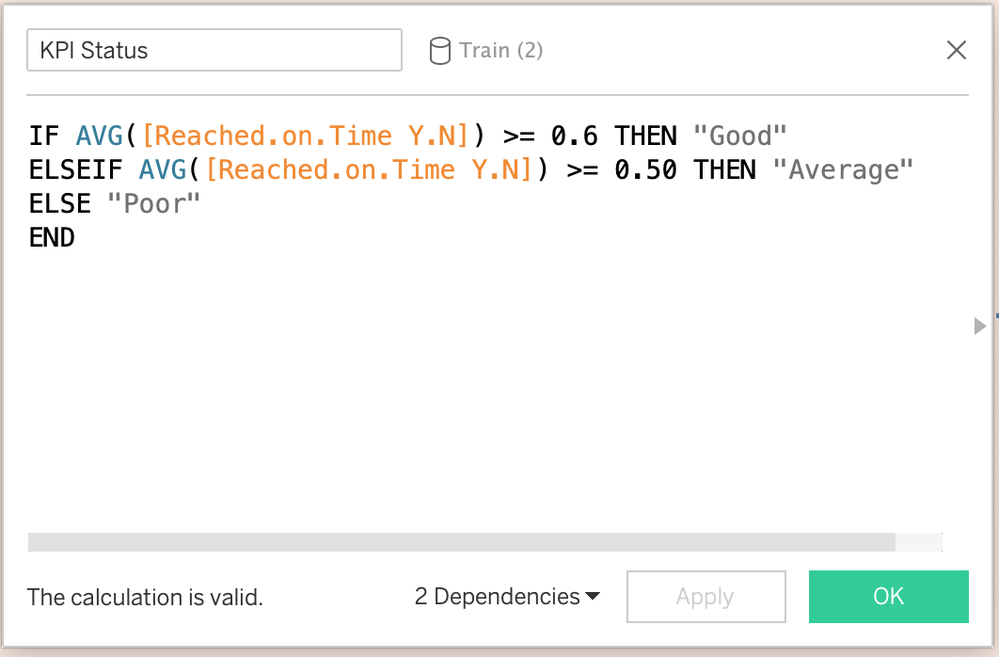 KPI Status
Train (2)
IF AVG([Reached.on.Time Y.N]) >= 0.6 THEN "Good"
ELSEIF AVG([Reached.on.Time Y.N]) >= 0.50 THEN "Average"
ELSE "Poor"
END
The calculation is valid.
2 Dependencies
Apply
OK